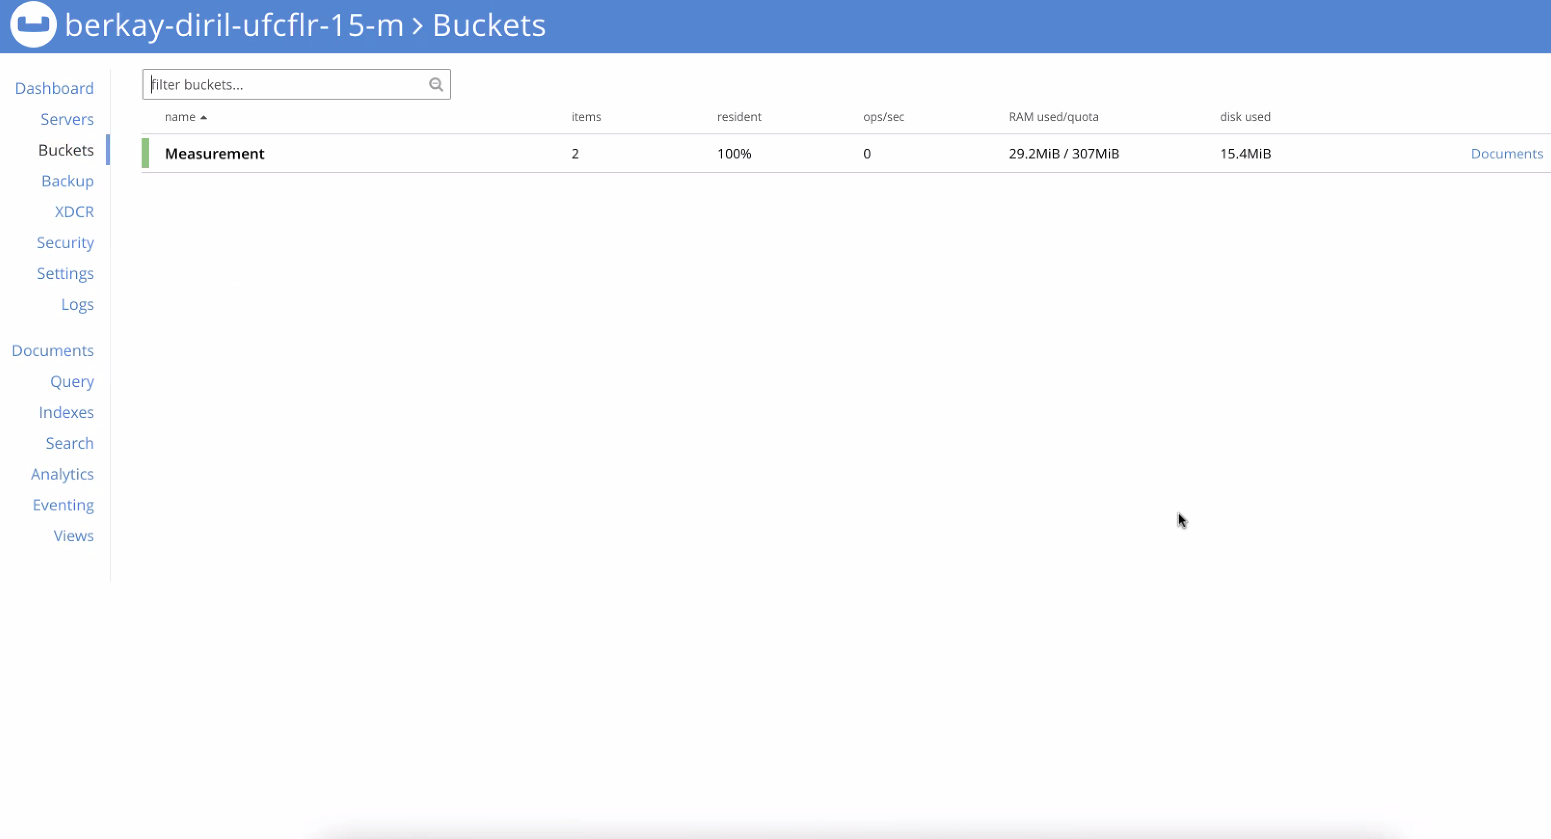 berkay-diril-ufcflr-15-m > Buckets
Dashboard
Servers
Buckets
Backup
XDCR
Security
Settings
Logs
Documents
Query
Indexes
Search
Analytics
Eventing
Views
filter buckets...
name items resident ops/sec RAM used/quota disk used
Measurement 2 100% 0 29.2MiB / 307MiB 15.4MiB Documents